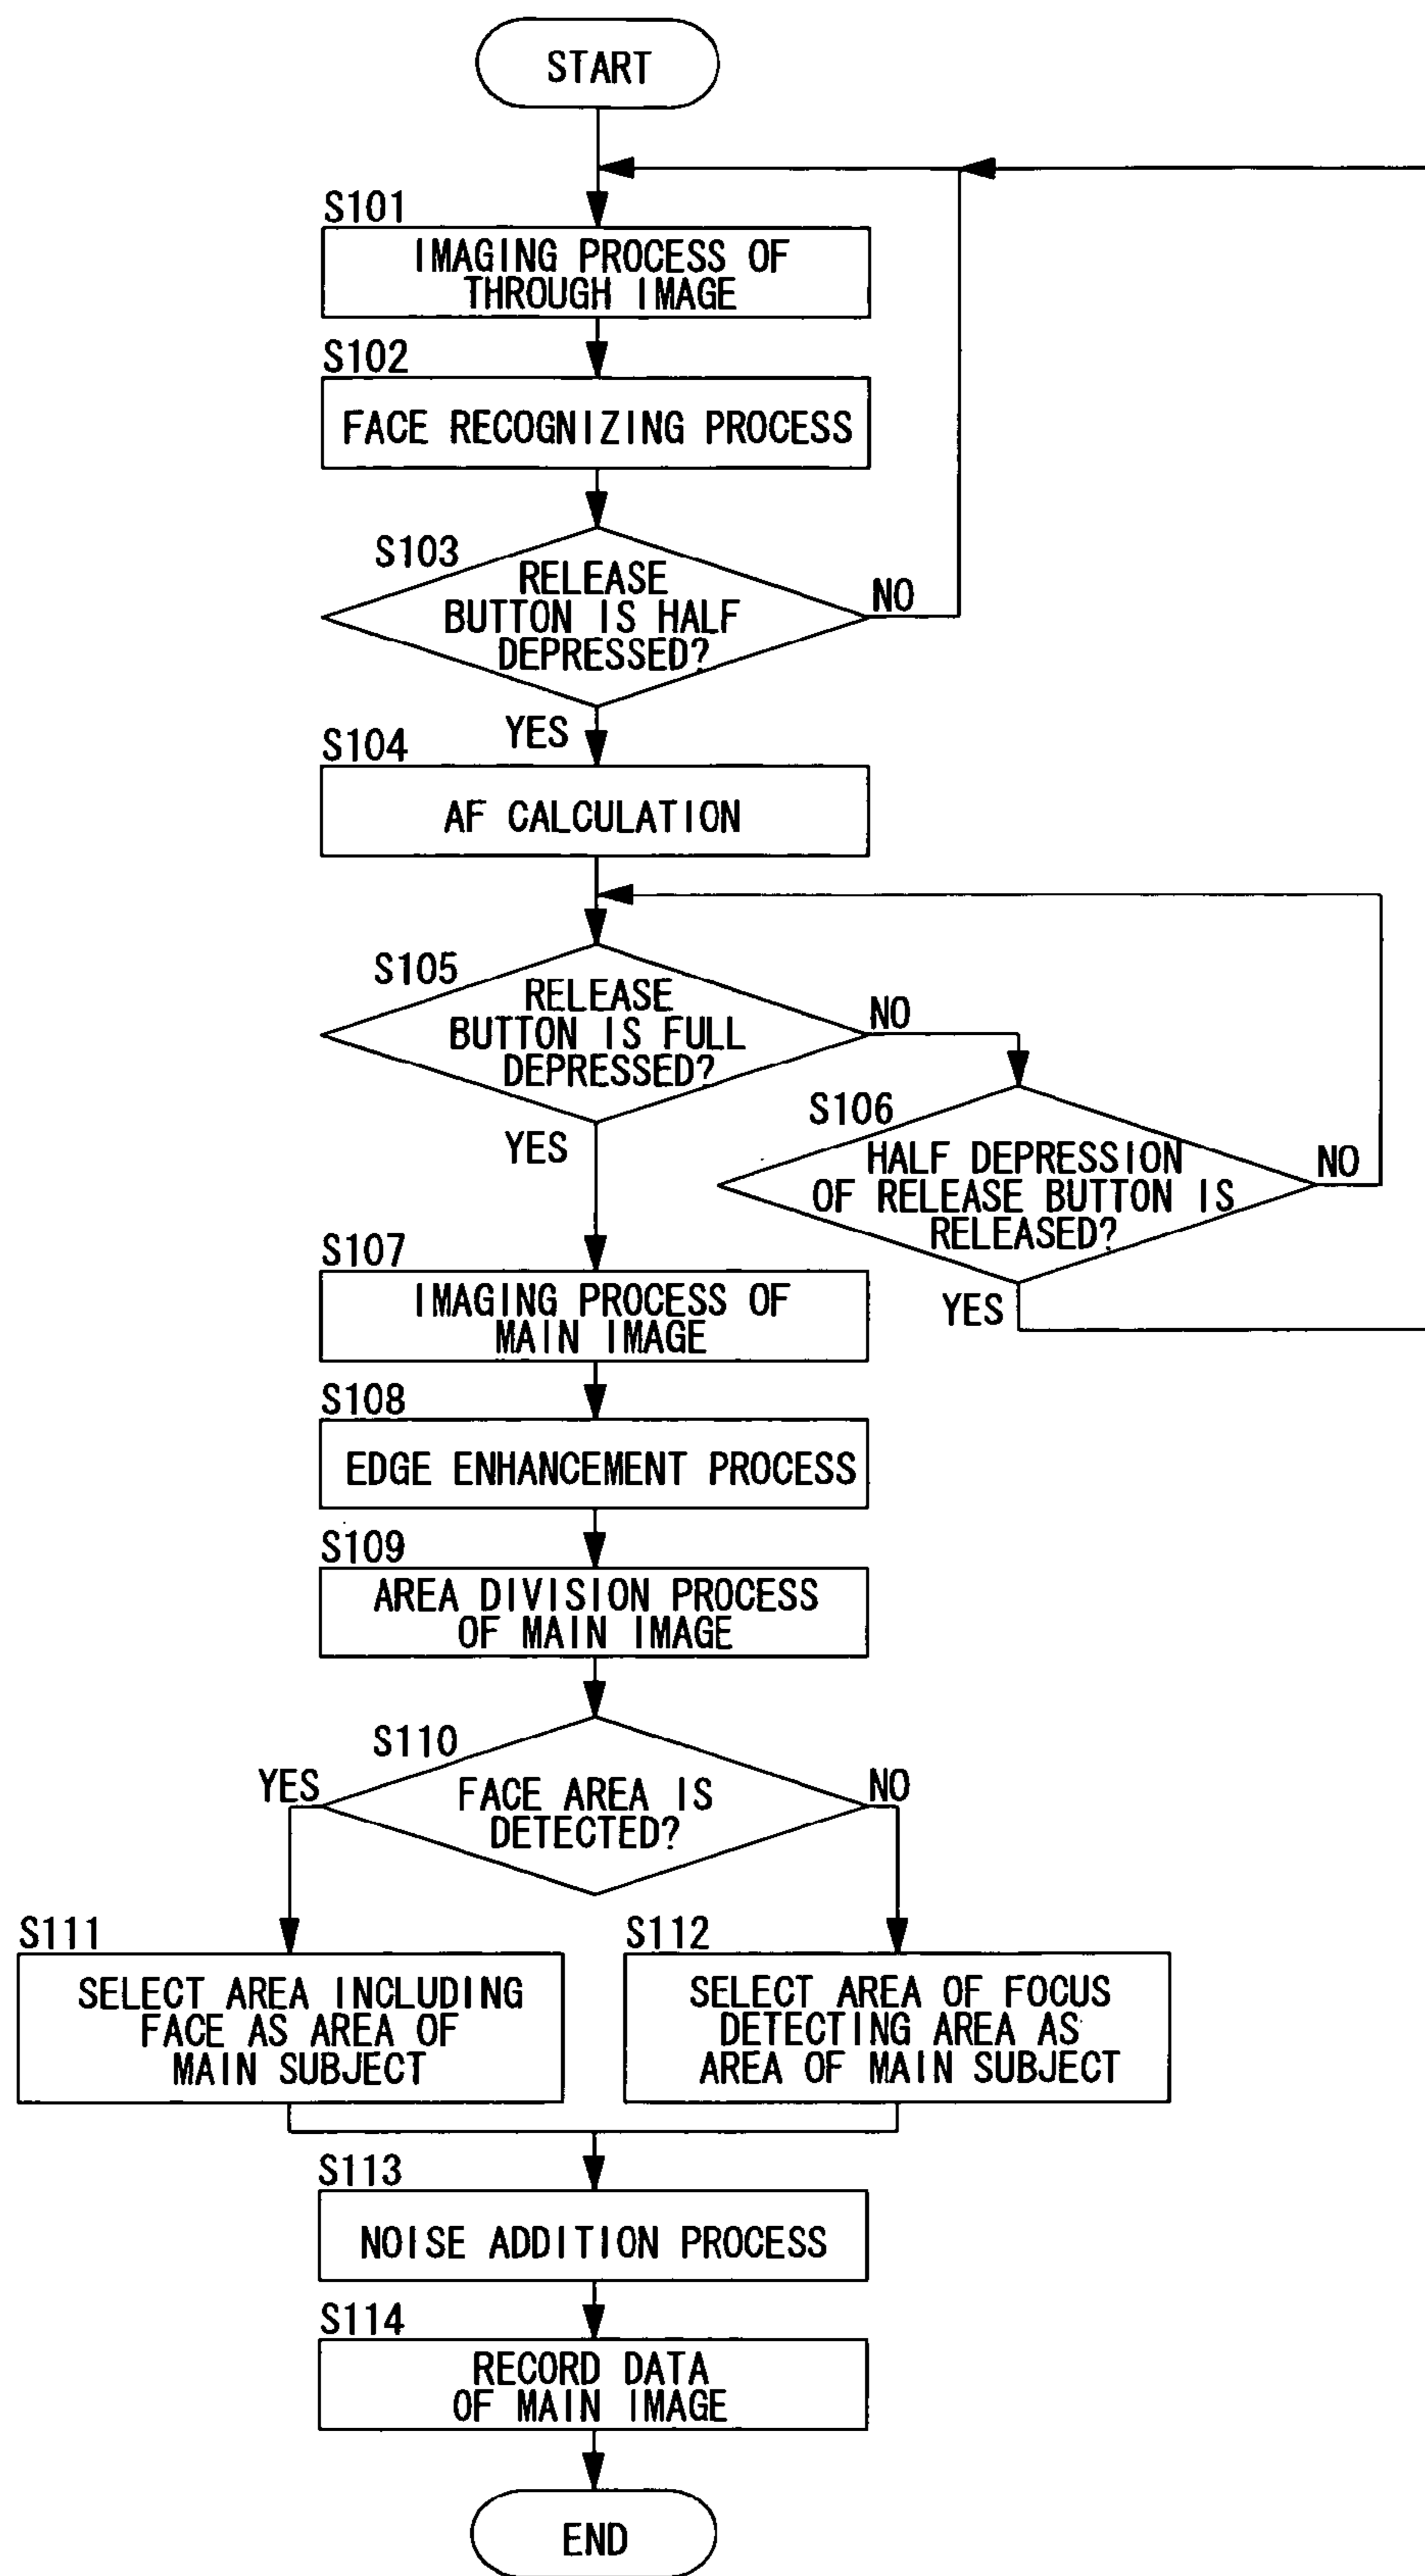 START
S101
IMAGING PROCESS OF
THROUGH IMAGE
S102
FACE RECOGNIZING PROCESS
S103
RELEASE
BUTTON IS HALF
DEPRESSED?
NO
YES
S104
AF CALCULATION
S105
RELEASE
BUTTON IS FULL
DEPRESSED?
NO
YES
S106
HALF DEPRESSION
OF RELEASE BUTTON IS
RELEASED?
NO
YES
S107
IMAGING PROCESS OF
MAIN IMAGE
S108
EDGE ENHANCEMENT PROCESS
S109
AREA DIVISION PROCESS
OF MAIN IMAGE
S110
FACE AREA IS
DETECTED?
YES
NO
S111
SELECT AREA INCLUDING
FACE AS AREA OF
MAIN SUBJECT
S112
SELECT AREA OF FOCUS
DETECTING AREA AS
AREA OF MAIN SUBJECT
S113
NOISE ADDITION PROCESS
S114
RECORD DATA
OF MAIN IMAGE
END